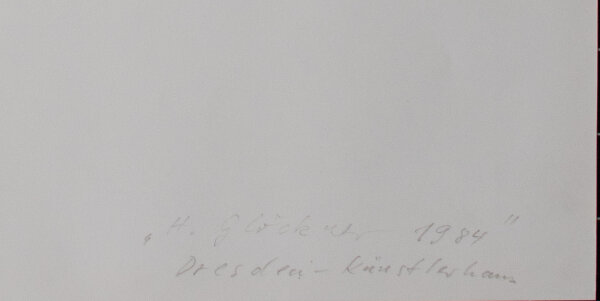 „H. Glöckner 1984"
Dresden-Künstlerhaus